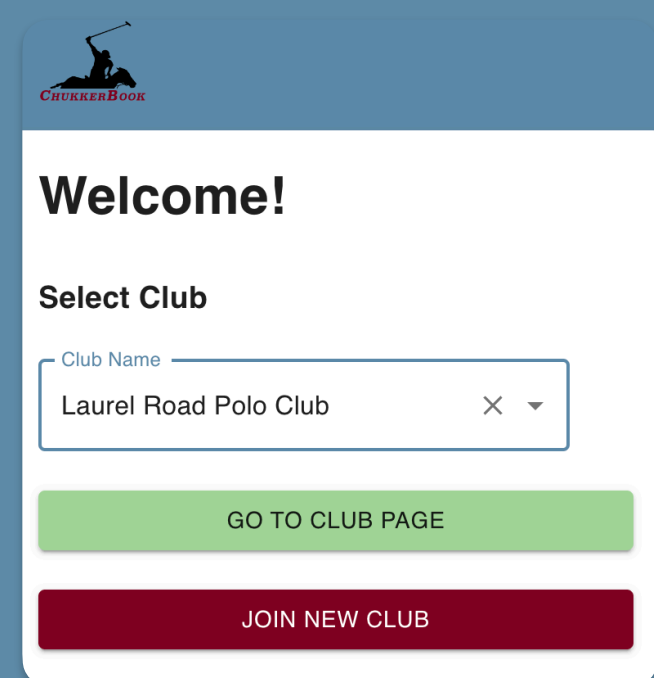 ChukkerBook
Welcome!
Select Club
Club Name
Laurel Road Polo Club
GO TO CLUB PAGE
JOIN NEW CLUB